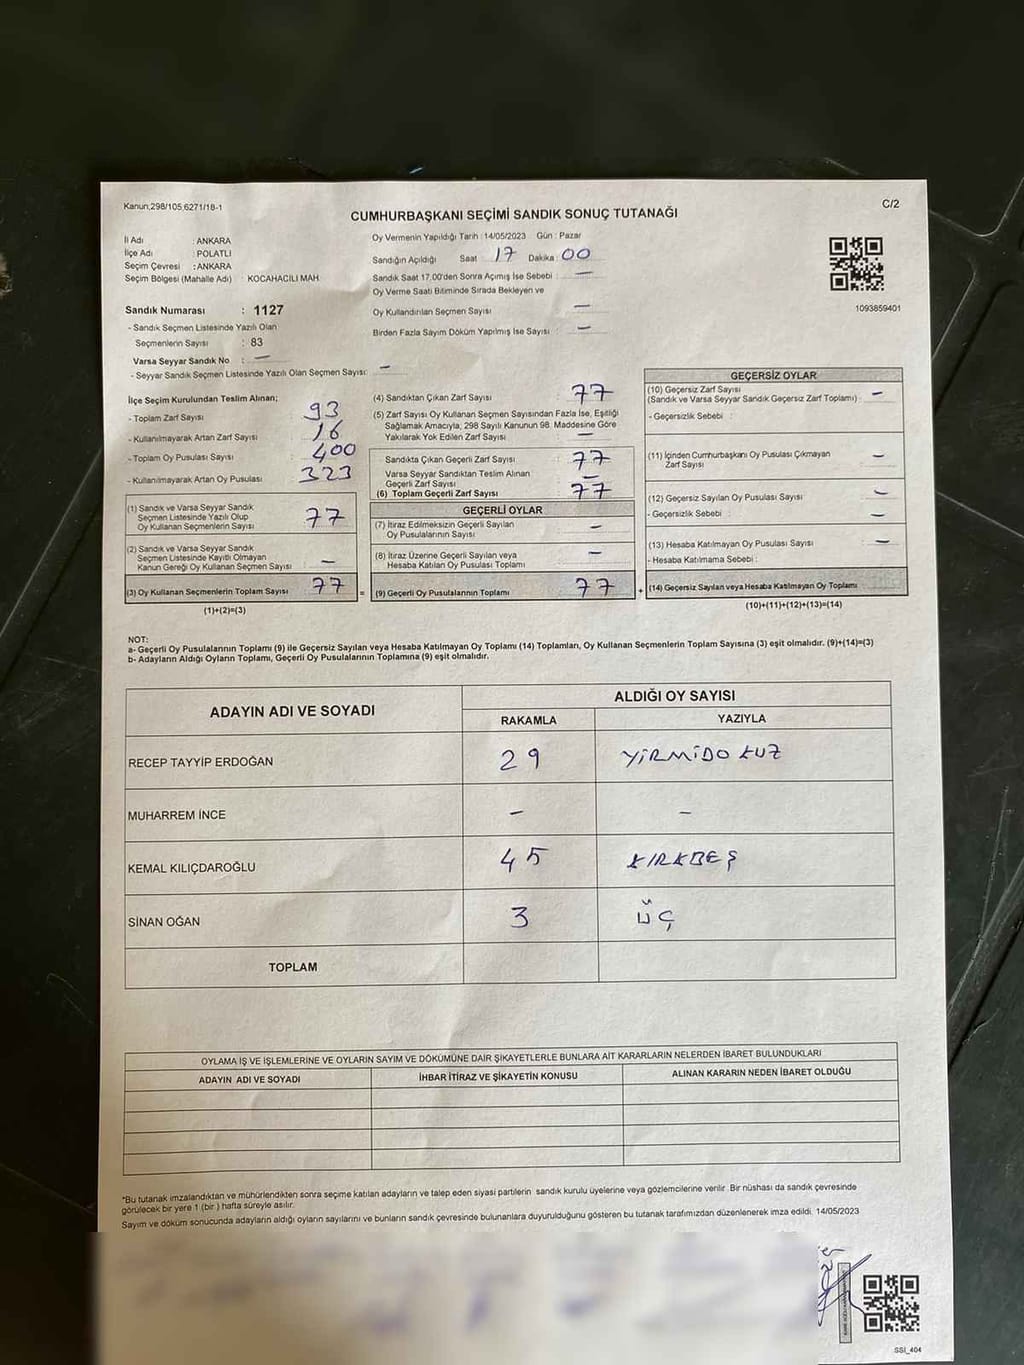 Kanun;298/105,6271/18-1
CUMHURBAŞKANI SEÇİMİ SANDIK SONUÇ TUTANAĞI
C/2
İl Adı : ANKARA
İlçe Adı : POLATLI
Seçim Çevresi : ANKARA
Seçim Bölgesi (Mahalle Adı) : KOCAHACILI MAH.
Sandık Numarası : 1127
- Sandık Seçmen Listesinde Yazılı Olan
Seçmenlerin Sayısı : 83
Varsa Seyyar Sandık No : —
- Seyyar Sandık Seçmen Listesinde Yazılı Olan Seçmen Sayısı: —
Oy Vermenin Yapıldığı Tarih : 14/05/2023 Gün : Pazar
Sandığın Açıldığı Saat 17 Dakika : 00
Sandık Saat 17.00'den Sonra Açımış İse Sebebi : —
Oy Verme Saati Bitiminde Sırada Bekleyen ve
Oy Kullandırılan Seçmen Sayısı : —
Birden Fazla Sayım Döküm Yapılmış İse Sayısı : —
1093859401
İlçe Seçim Kurulundan Teslim Alınan;
- Toplam Zarf Sayısı : 93
- Kullanılmayarak Artan Zarf Sayısı : 16
- Toplam Oy Pusulası Sayısı : 400
- Kullanılmayarak Artan Oy Pusulası : 323
(1) Sandık ve Varsa Seyyar Sandık
Seçmen Listesinde Yazılı Olup
Oy Kullanan Seçmenlerin Sayısı : 77
(2) Sandık ve Varsa Seyyar Sandık
Seçmen Listesinde Kayıtlı Olmayan
Kanun Gereği Oy Kullanan Seçmen Sayısı : —
(3) Oy Kullanan Seçmenlerin Toplam Sayısı : 77
(1)+(2)=(3)
(4) Sandıktan Çıkan Zarf Sayısı : 77
(5) Zarf Sayısı Oy Kullanan Seçmen Sayısından Fazla İse, Eşitliği
Sağlamak Amacıyla, 298 Sayılı Kanunun 98. Maddesine Göre
Yakılarak Yok Edilen Zarf Sayısı : —
Sandıkta Çıkan Geçerli Zarf Sayısı : 77
Varsa Seyyar Sandıktan Teslim Alınan
Geçerli Zarf Sayısı : —
(6) Toplam Geçerli Zarf Sayısı : 77
GEÇERLİ OYLAR
(7) İtiraz Edilmeksizin Geçerli Sayılan
Oy Pusulalarının Sayısı : —
(8) İtiraz Üzerine Geçerli Sayılan veya
Hesaba Katılan Oy Pusulası Toplamı : —
= (9) Geçerli Oy Pusulalarının Toplamı : 77
GEÇERSİZ OYLAR
(10) Geçersiz Zarf Sayısı
(Sandık ve Varsa Seyyar Sandık Geçersiz Zarf Toplamı) : —
- Geçersizlik Sebebi :
(11) İçinden Cumhurbaşkanı Oy Pusulası Çıkmayan
Zarf Sayısı : —
(12) Geçersiz Sayılan Oy Pusulası Sayısı : —
- Geçersizlik Sebebi : —
(13) Hesaba Katılmayan Oy Pusulası Sayısı : —
- Hesaba Katılmama Sebebi :
+ (14) Geçersiz Sayılan veya Hesaba Katılmayan Oy Toplamı :
(10)+(11)+(12)+(13)=(14)
NOT:
a- Geçerli Oy Pusulalarının Toplamı (9) ile Geçersiz Sayılan veya Hesaba Katılmayan Oy Toplamı (14) Toplamları, Oy Kullanan Seçmenlerin Toplam Sayısına (3) eşit olmalıdır. (9)+(14)=(3)
b- Adayların Aldığı Oyların Toplamı, Geçerli Oy Pusulalarının Toplamına (9) eşit olmalıdır.
ADAYIN ADI VE SOYADI
ALDIĞI OY SAYISI
RAKAMLA YAZIYLA
RECEP TAYYİP ERDOĞAN 29 YİRMİDOKUZ
MUHARREM İNCE – –
KEMAL KILIÇDAROĞLU 45 KIRKBEŞ
SİNAN OĞAN 3 ÜÇ
TOPLAM
OYLAMA İŞ VE İŞLEMLERİNE VE OYLARIN SAYIM VE DÖKÜMÜNE DAİR ŞİKAYETLERLE BUNLARA AİT KARARLARIN NELERDEN İBARET BULUNDUKLARI
ADAYIN ADI VE SOYADI İHBAR İTİRAZ VE ŞİKAYETİN KONUSU ALINAN KARARIN NEDEN İBARET OLDUĞU
*Bu tutanak imzalandıktan ve mühürlendikten sonra seçime katılan adayların ve talep eden siyasi partilerin sandık kurulu üyelerine veya gözlemcilerine verilir .Bir nüshası da sandık çevresinde
görülecek bir yere 1 (bir ) hafta süreyle asılır.
Sayım ve döküm sonucunda adayların aldığı oyların sayılarını ve bunların sandık çevresinde bulunanlara duyurulduğunu gösteren bu tutanak tarafımızdan düzenlenerek imza edildi. 14/05/2023
SSİ_404